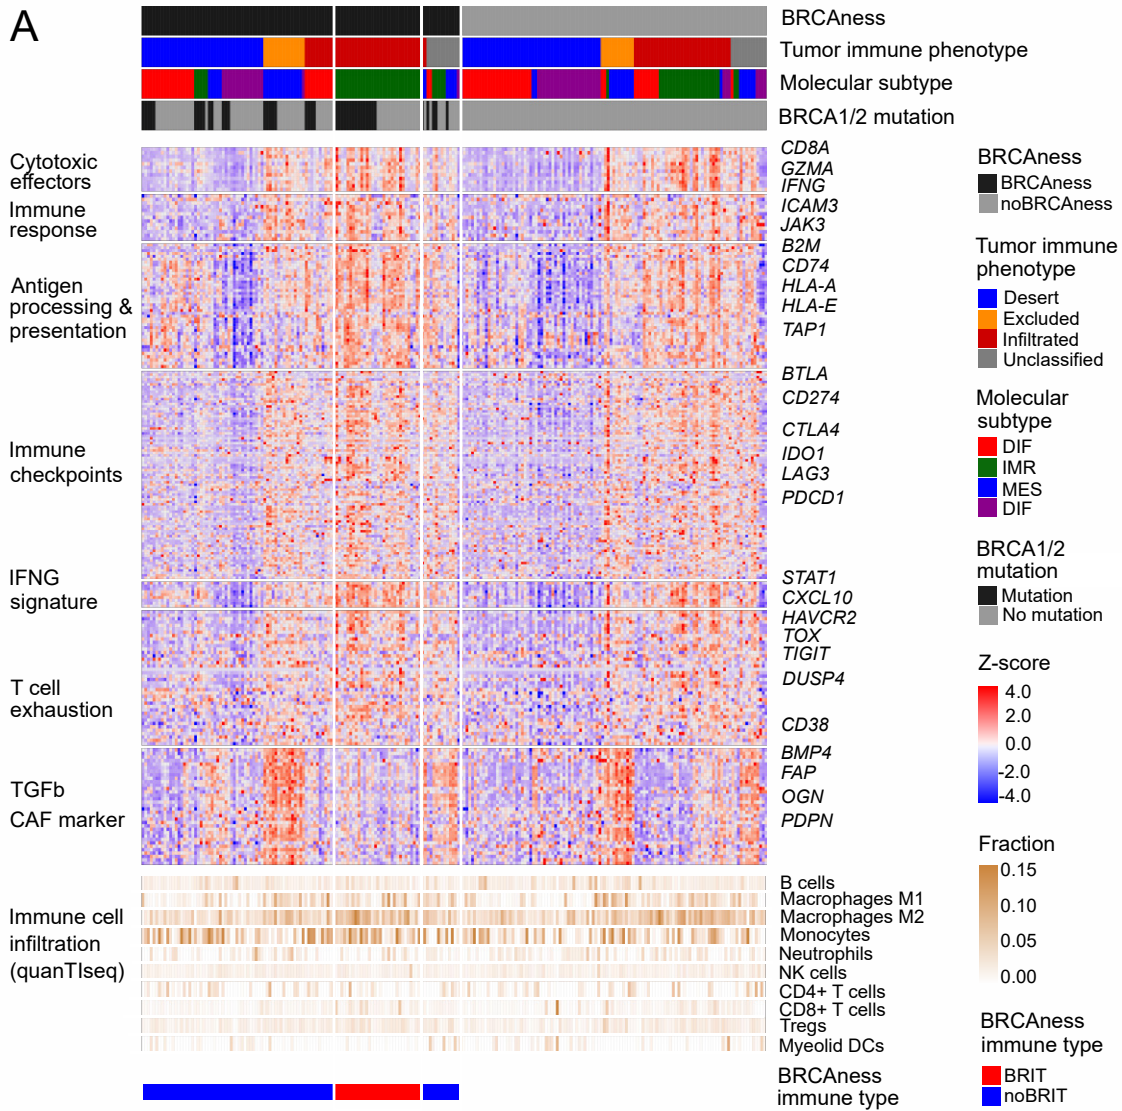 A
BRCAness
Tumor immune phenotype
Molecular subtype
BRCA1/2 mutation
Cytotoxic
effectors
Immune
response
Antigen
processing &
presentation
Immune
checkpoints
IFNG
signature
T cell
exhaustion
TGFb
CAF marker
Immune cell
infiltration
(quanTIseq)
CD8A
GZMA
IFNG
ICAM3
JAK3
B2M
CD74
HLA-A
HLA-E
TAP1
BTLA
CD274
CTLA4
IDO1
LAG3
PDCD1
STAT1
CXCL10
HAVCR2
TOX
TIGIT
DUSP4
CD38
BMP4
FAP
OGN
PDPN
B cells
Macrophages M1
Macrophages M2
Monocytes
Neutrophils
NK cells
CD4+ T cells
CD8+ T cells
Tregs
Myeloid DCs
BRCAness
immune type
BRCAness
BRCAness
noBRCAness
Tumor immune
phenotype
Desert
Excluded
Infiltrated
Unclassified
Molecular
subtype
DIF
IMR
MES
DIF
BRCA1/2
mutation
Mutation
No mutation
Z-score
4.0
2.0
0.0
-2.0
-4.0
Fraction
0.15
0.10
0.05
0.00
BRCAness
immune type
BRIT
noBRIT